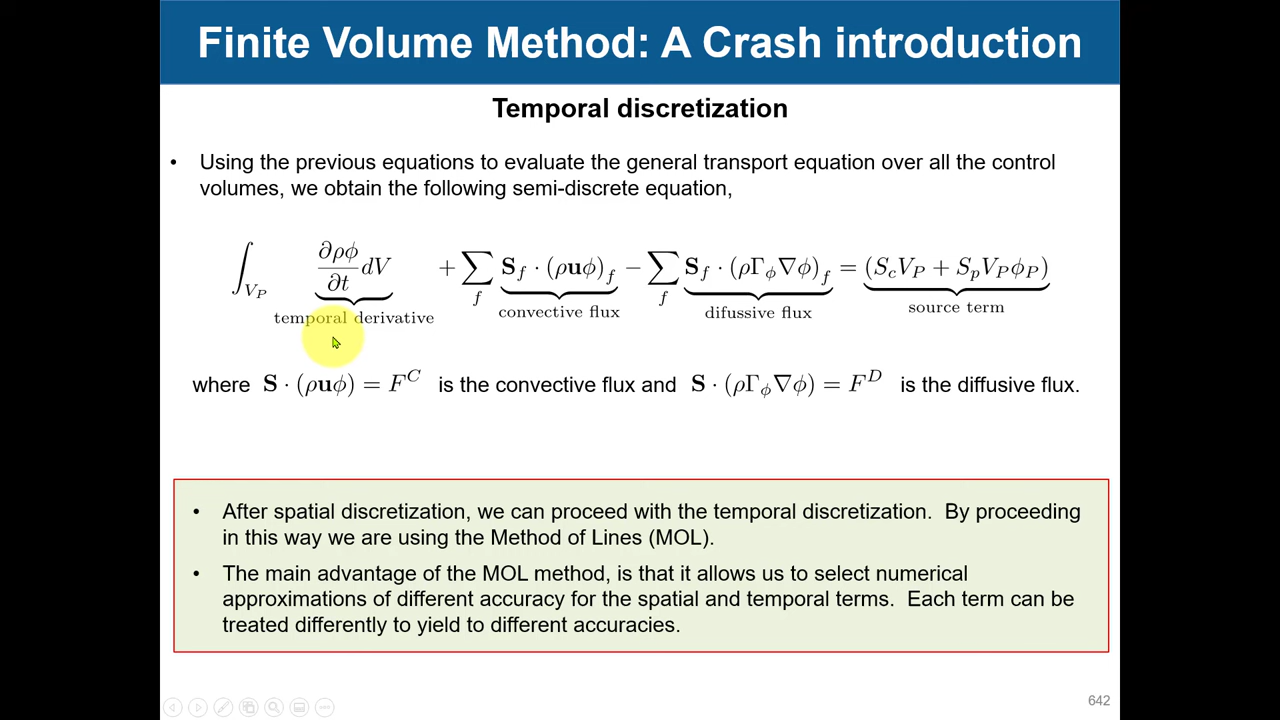 Finite Volume Method: A Crash introduction
Temporal discretization
• Using the previous equations to evaluate the general transport equation over all the control
volumes, we obtain the following semi-discrete equation,
∫_{V_P} ∂ρϕ/∂t dV + ∑_f S_f · (ρuϕ)_f − ∑_f S_f · (ρΓ_ϕ∇ϕ)_f = (S_c V_P + S_p V_P ϕ_P)
temporal derivative convective flux difussive flux source term
where S · (ρuϕ) = F^C is the convective flux and S · (ρΓ_ϕ∇ϕ) = F^D is the diffusive flux.
• After spatial discretization, we can proceed with the temporal discretization. By proceeding
in this way we are using the Method of Lines (MOL).
• The main advantage of the MOL method, is that it allows us to select numerical
approximations of different accuracy for the spatial and temporal terms. Each term can be
treated differently to yield to different accuracies.
642